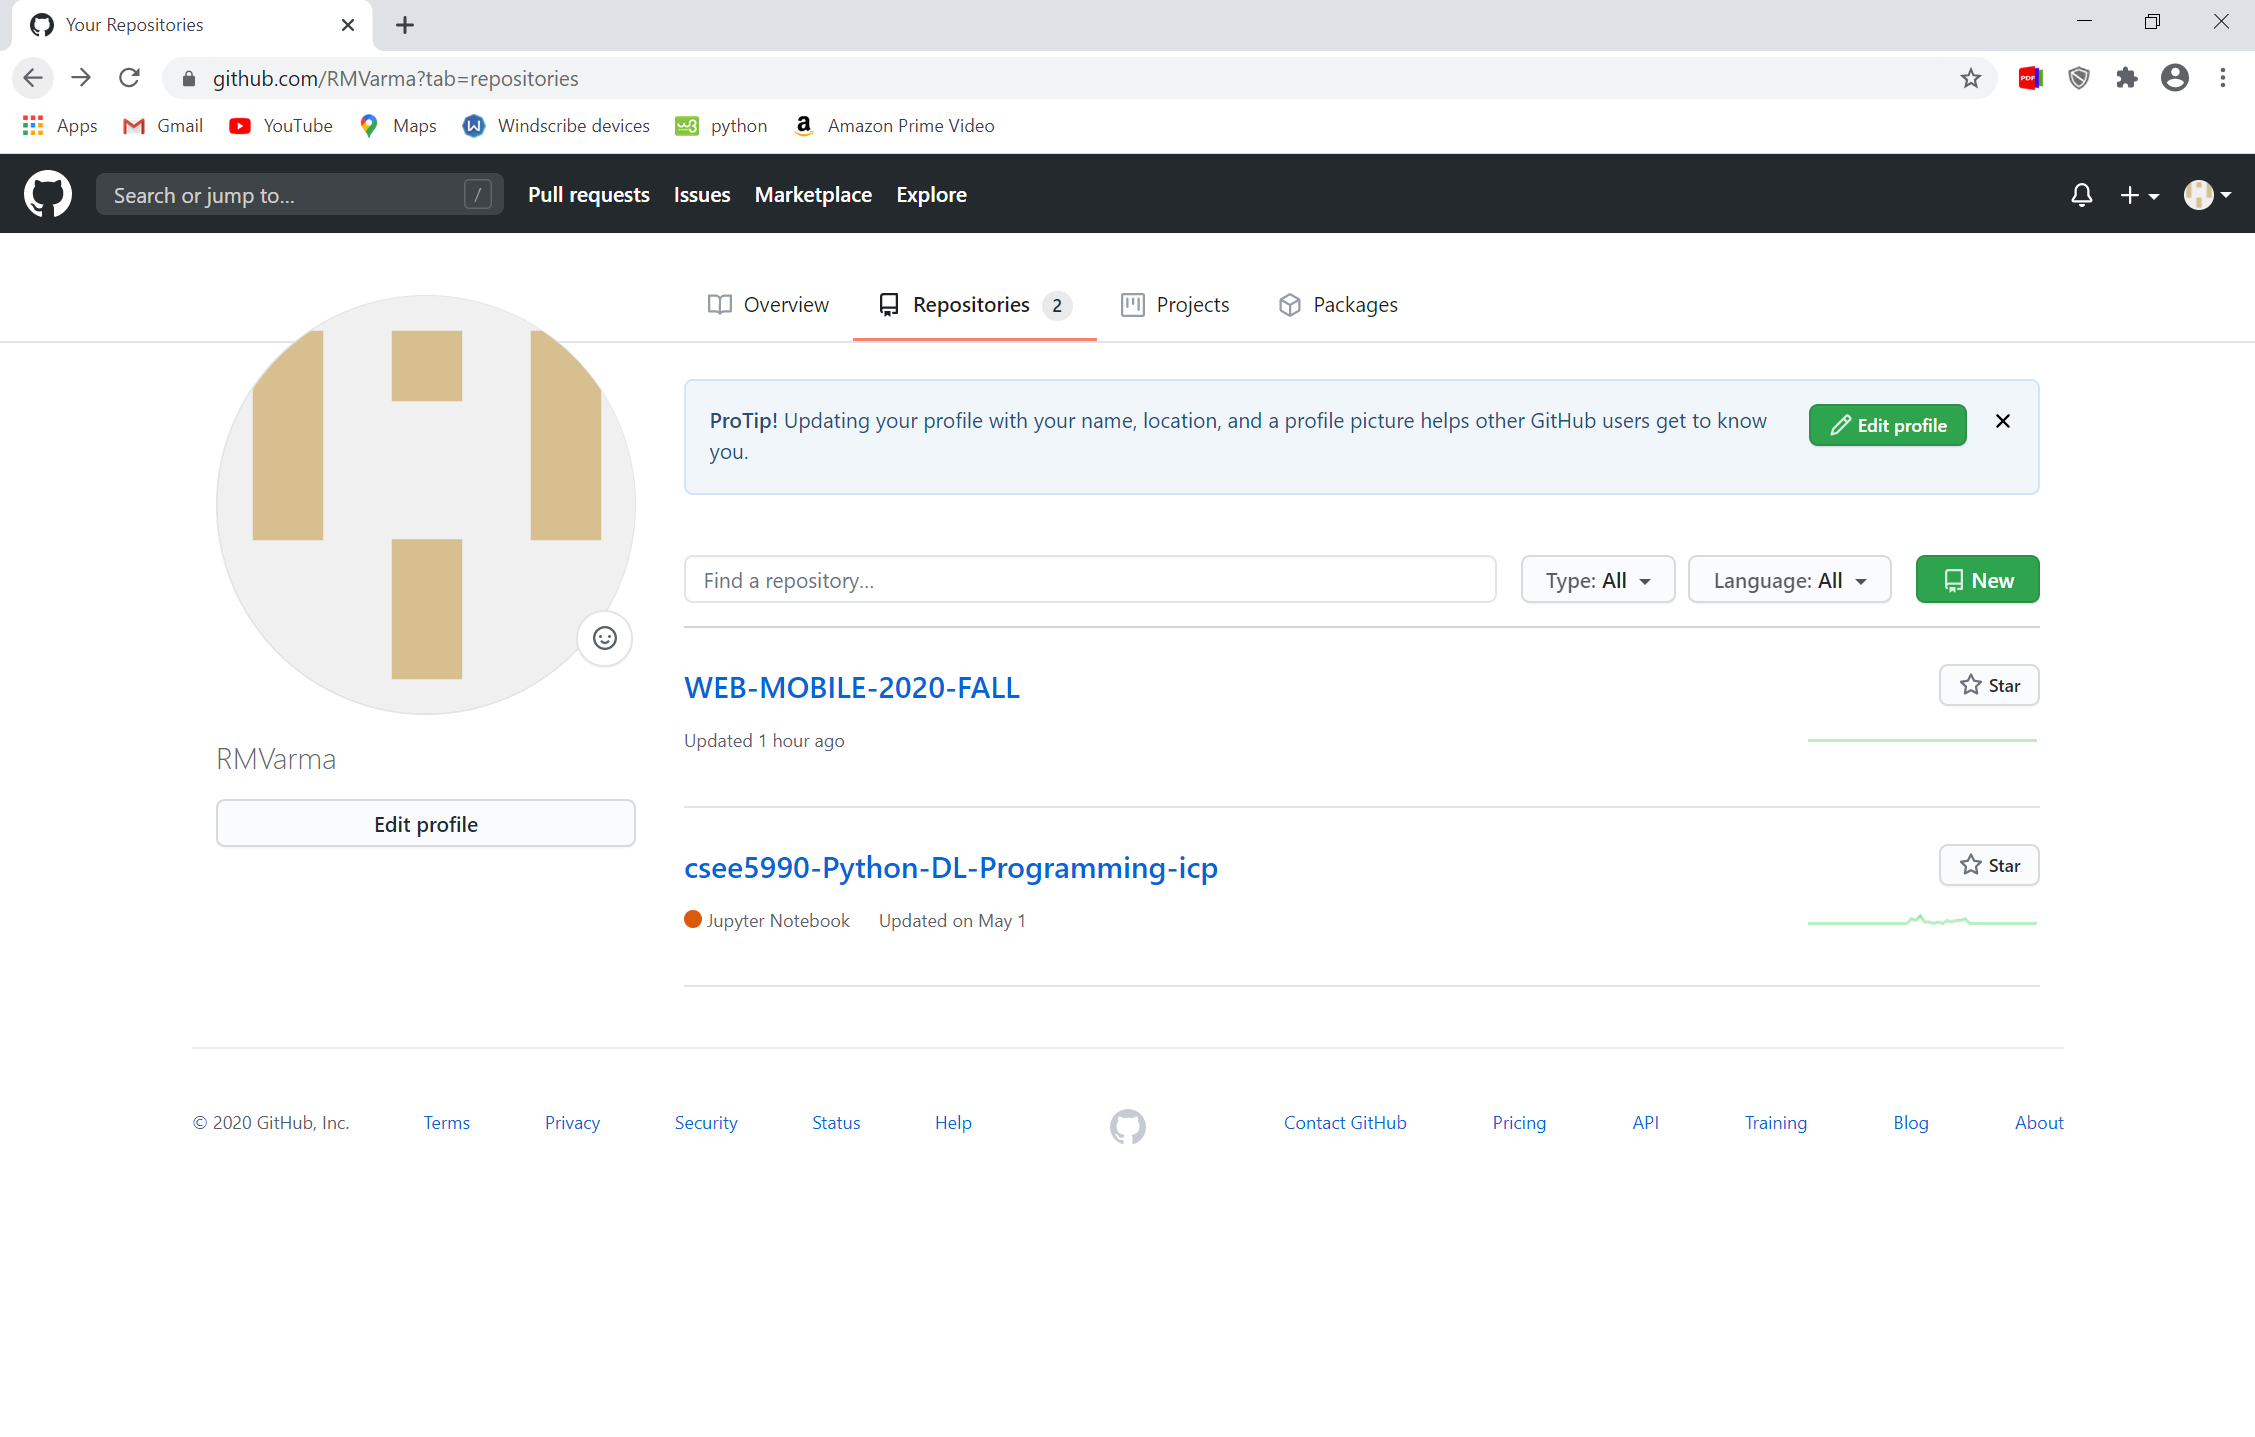 Your Repositories
github.com/RMVarma?tab=repositories
PDF
Apps Gmail YouTube Maps Windscribe devices python Amazon Prime Video
Search or jump to... / Pull requests Issues Marketplace Explore
Overview Repositories 2 Projects Packages
ProTip! Updating your profile with your name, location, and a profile picture helps other GitHub users get to know
you.
Edit profile
Find a repository... Type: All Language: All New
WEB-MOBILE-2020-FALL Star
Updated 1 hour ago
RMVarma
Edit profile
csee5990-Python-DL-Programming-icp Star
Jupyter Notebook Updated on May 1
© 2020 GitHub, Inc. Terms Privacy Security Status Help Contact GitHub Pricing API Training Blog About